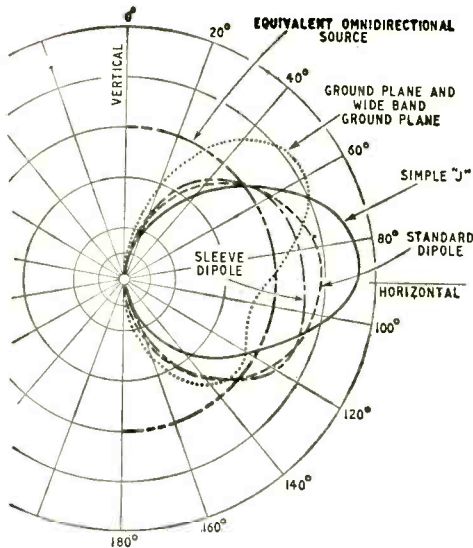 0°
20°
EQUIVALENT OMNIDIRECTIONAL
SOURCE
VERTICAL
40°
GROUND PLANE AND
WIDE BAND
GROUND PLANE
60°
SIMPLE "J"
80°
STANDARD
DIPOLE
SLEEVE
DIPOLE
HORIZONTAL
100°
120°
140°
160°
180°